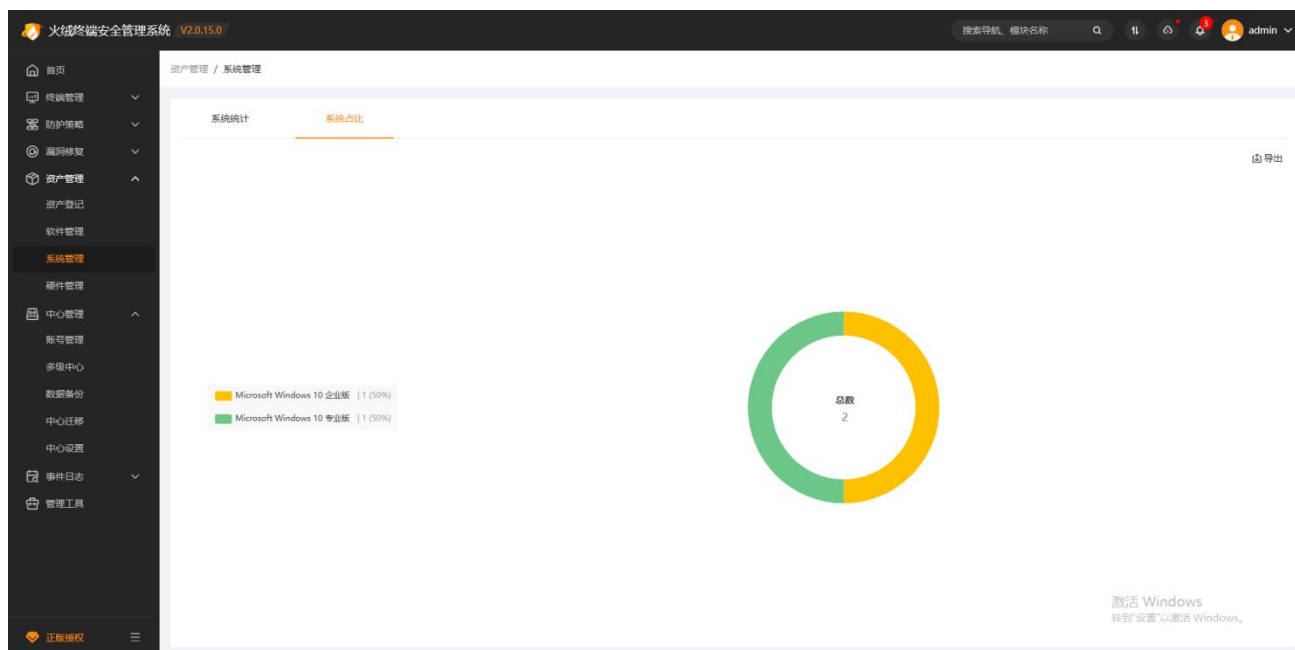 火绒终端安全管理系统 V2.0.15.0
搜索导航、模块名称
3
admin
首页
终端管理
防护策略
漏洞修复
资产管理
资产登记
软件管理
系统管理
硬件管理
中心管理
账号管理
多级中心
数据备份
中心迁移
中心设置
事件日志
管理工具
正版授权
资产管理 / 系统管理
系统统计
系统占比
导出
Microsoft Windows 10 企业版 | 1 (50%)
Microsoft Windows 10 专业版 | 1 (50%)
总数
2
激活 Windows
转到"设置"以激活 Windows。